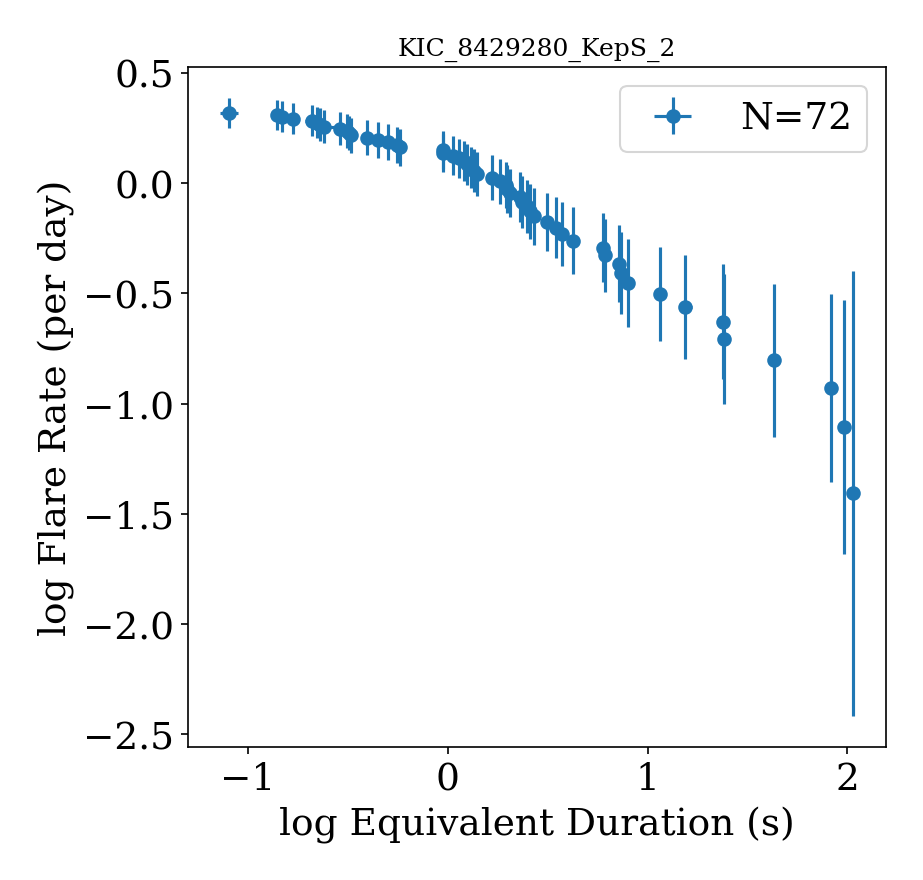 KIC_8429280_KepS_2
N=72
log Flare Rate (per day)
0.5
0.0
−0.5
−1.0
−1.5
−2.0
−2.5
−1 0 1 2
log Equivalent Duration (s)